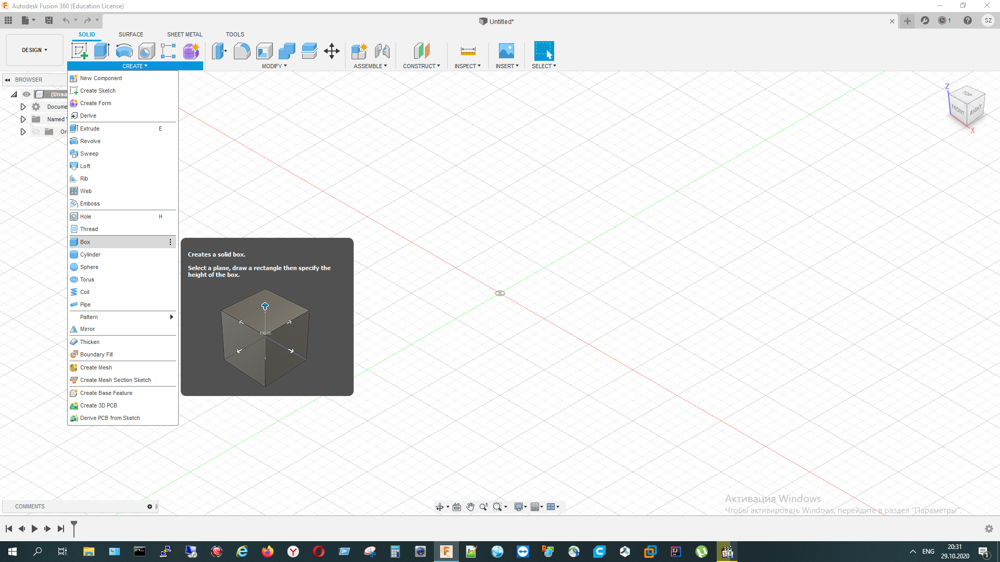 Autodesk Fusion 360 (Education License)
Untitled*
1
SZ
DESIGN
SOLID
SURFACE
SHEET METAL
TOOLS
CREATE
MODIFY
ASSEMBLE
CONSTRUCT
INSPECT
INSERT
SELECT
BROWSER
(Unsa
Docume
Named
Or
New Component
Create Sketch
Create Form
Derive
Extrude E
Revolve
Sweep
Loft
Rib
Web
Emboss
Hole H
Thread
Box
Cylinder
Sphere
Torus
Coil
Pipe
Pattern
Mirror
Thicken
Boundary Fill
Create Mesh
Create Mesh Section Sketch
Create Base Feature
Create 3D PCB
Derive PCB from Sketch
Creates a solid box.
Select a plane, draw a rectangle then specify the
height of the box.
100.00
Z
TOP
FRONT
RIGHT
X
COMMENTS
Активация Windows
Чтобы активировать Windows, перейдите в раздел "Параметры".
ENG
20:31
29.10.2020
1